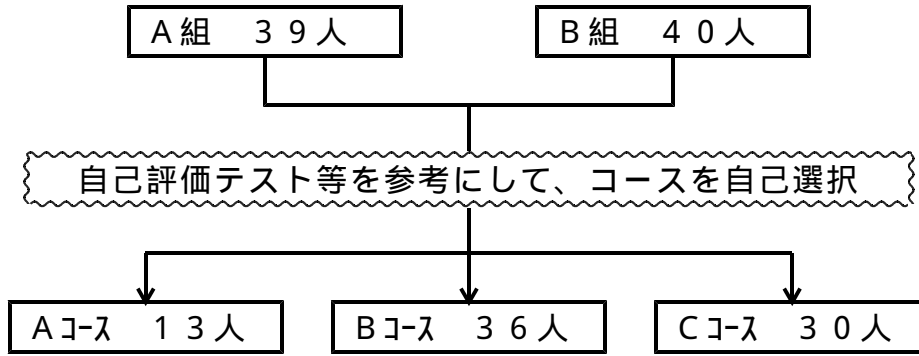 A組　３９人
B組　４０人
自己評価テスト等を参考にして、コースを自己選択
Aｺｰｽ　１３人
Bｺｰｽ　３６人
Cｺｰｽ　３０人